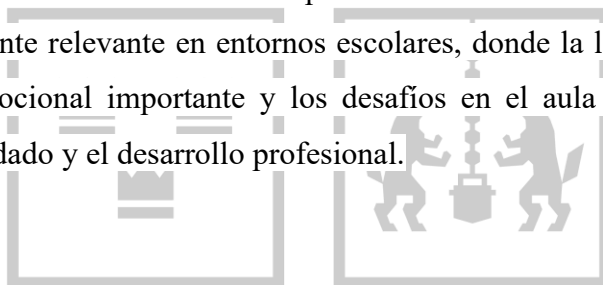 nte relevante en entornos escolares, donde la l
ocional importante y los desafíos en el aula
dado y el desarrollo profesional.